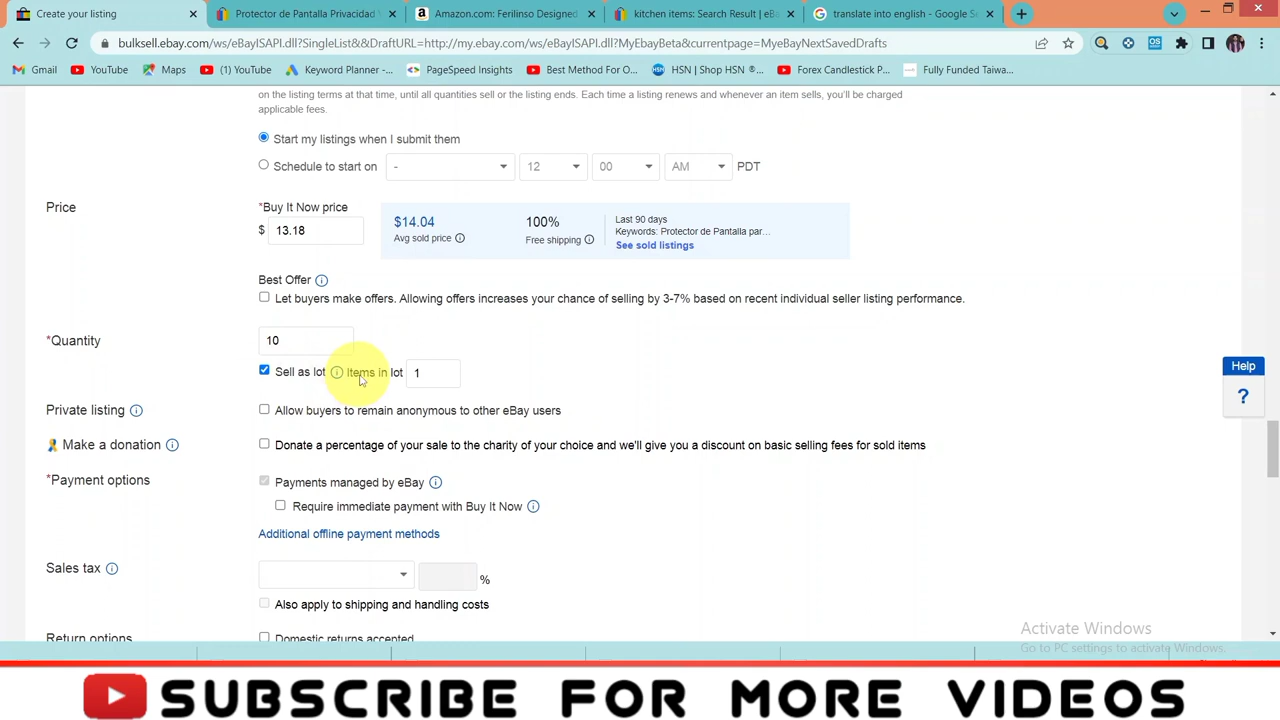 Create your listing
Protector de Pantalla Privacidad
Amazon.com: Ferilinso Designed
kitchen items: Search Result | eB
translate into english - Google S
bulksell.ebay.com/ws/eBayISAPI.dll?SingleList&&DraftURL=http://my.ebay.com/ws/eBayISAPI.dll?MyEbayBeta&currentpage=MyeBayNextSavedDrafts
Gmail
YouTube
Maps
(1) YouTube
Keyword Planner -...
PageSpeed Insights
Best Method For O...
HSN | Shop HSN ®...
Forex Candlestick P...
Fully Funded Taiwa...
on the listing terms at that time, until all quantities sell or the listing ends. Each time a listing renews and whenever an item sells, you'll be charged
applicable fees.
Start my listings when I submit them
Schedule to start on - 12 00 AM PDT
Price
*Buy It Now price
$ 13.18
$14.04
Avg sold price
100%
Free shipping
Last 90 days
Keywords: Protector de Pantalla par...
See sold listings
Best Offer
Let buyers make offers. Allowing offers increases your chance of selling by 3-7% based on recent individual seller listing performance.
*Quantity
10
Sell as lot Items in lot 1
Private listing
Allow buyers to remain anonymous to other eBay users
Make a donation
Donate a percentage of your sale to the charity of your choice and we'll give you a discount on basic selling fees for sold items
*Payment options
Payments managed by eBay
Require immediate payment with Buy It Now
Additional offline payment methods
Sales tax
%
Also apply to shipping and handling costs
Return options
Domestic returns accepted
Help
?
Activate Windows
Go to PC settings to activate Windows.
SUBSCRIBE FOR MORE VIDEOS